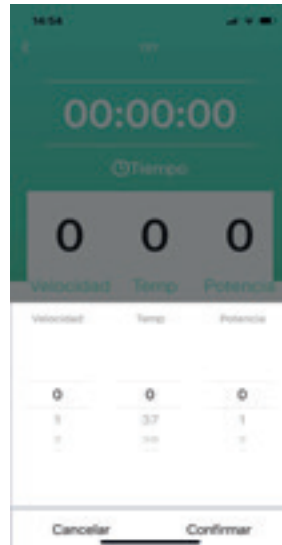 14:54
00:00:00
Tiempo
0 0 0
Velocidad Temp Potencia
Velocidad Temp Potencia
0 0 0
1 37 1
Cancelar Confirmar